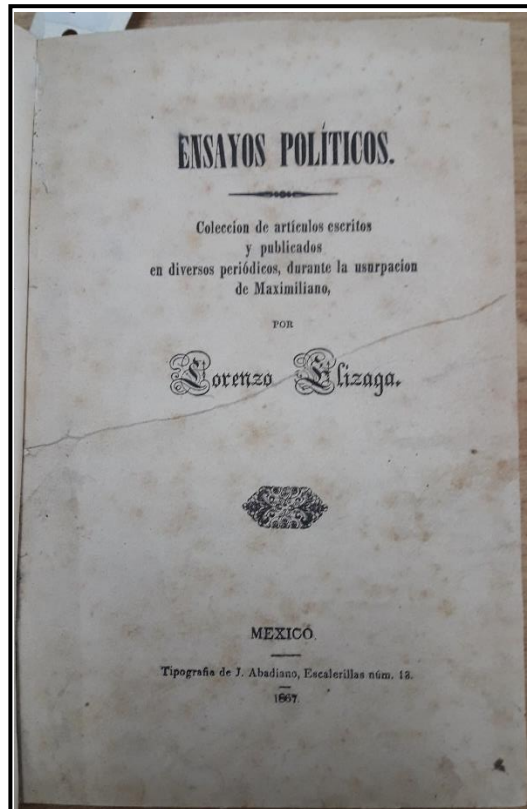 ENSAYOS POLÍTICOS.
Coleccion de artículos escritos
y publicados
en diversos periódicos, durante la usurpacion
de Maximiliano,
POR
Lorenzo Elizaga.
MEXICO.
Tipografia de J. Abadiano, Escalerillas núm. 13.
1867.